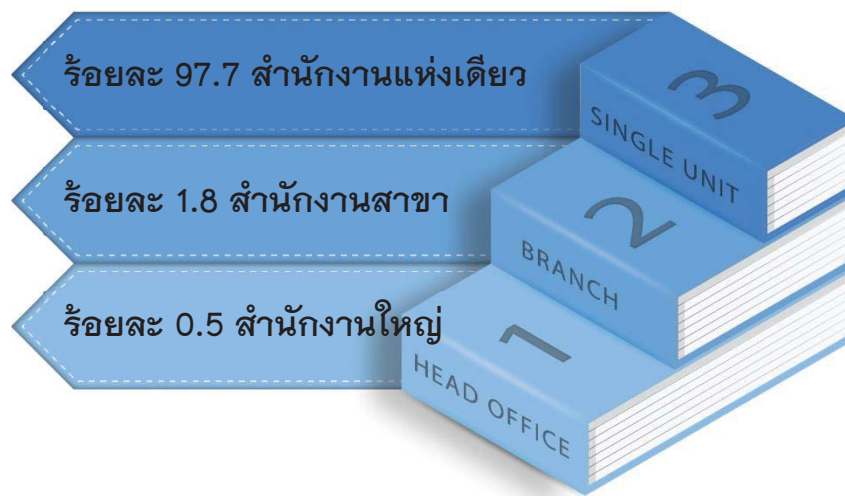 ร้อยละ 97.7 สำนักงานแห่งเดียว
3
SINGLE UNIT
ร้อยละ 1.8 สำนักงานสาขา
2
BRANCH
ร้อยละ 0.5 สำนักงานใหญ่
1
HEAD OFFICE